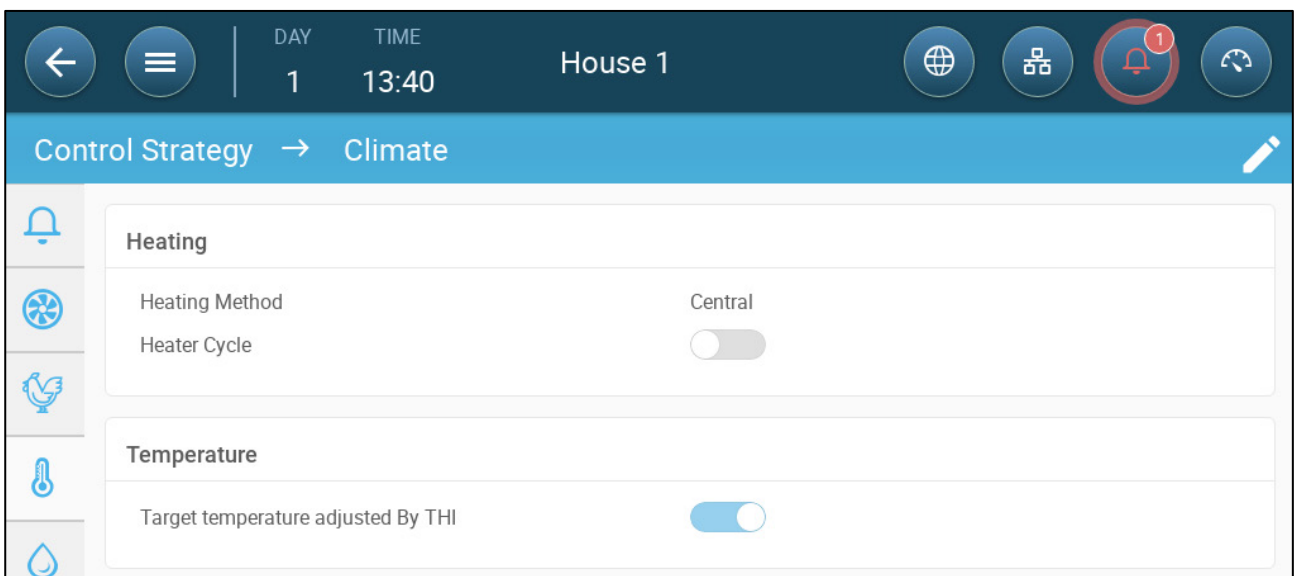 DAY TIME
1 13:40 House 1 1
Control Strategy → Climate
Heating
Heating Method Central
Heater Cycle
Temperature
Target temperature adjusted By THI